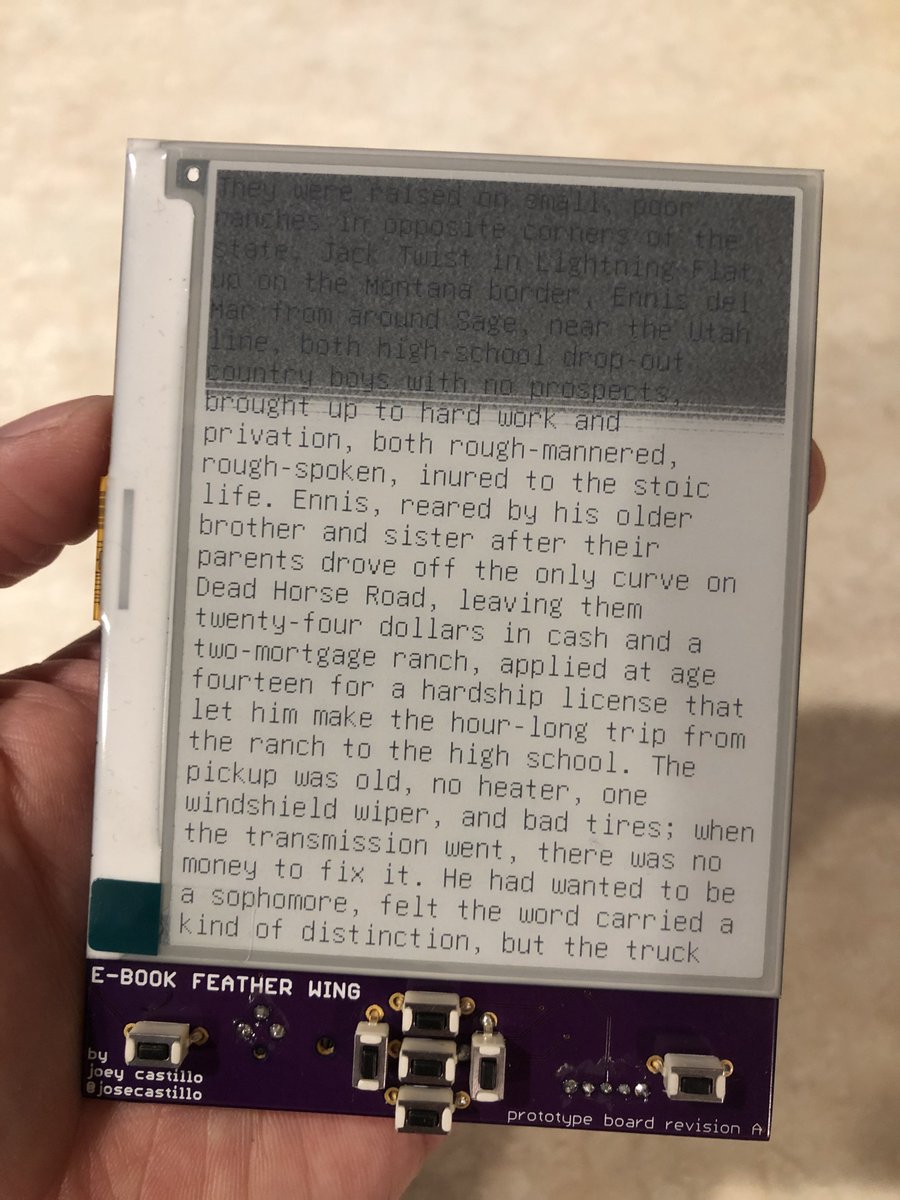 They were raised on small, poor
ranches in opposite corners of the
state, Jack Twist in Lightning Flat,
up on the Montana border, Ennis del
Mar from around Sage, near the Utah
line, both high-school drop-out
country boys with no prospects,
brought up to hard work and
privation, both rough-mannered,
rough-spoken, inured to the stoic
life. Ennis, reared by his older
brother and sister after their
parents drove off the only curve on
Dead Horse Road, leaving them
twenty-four dollars in cash and a
two-mortgage ranch, applied at age
fourteen for a hardship license that
let him make the hour-long trip from
the ranch to the high school. The
pickup was old, no heater, one
windshield wiper, and bad tires; when
the transmission went, there was no
money to fix it. He had wanted to be
a sophomore, felt the word carried a
kind of distinction, but the truck
E-BOOK FEATHER WING
by
joey castillo
@josecastillo
prototype board revision A